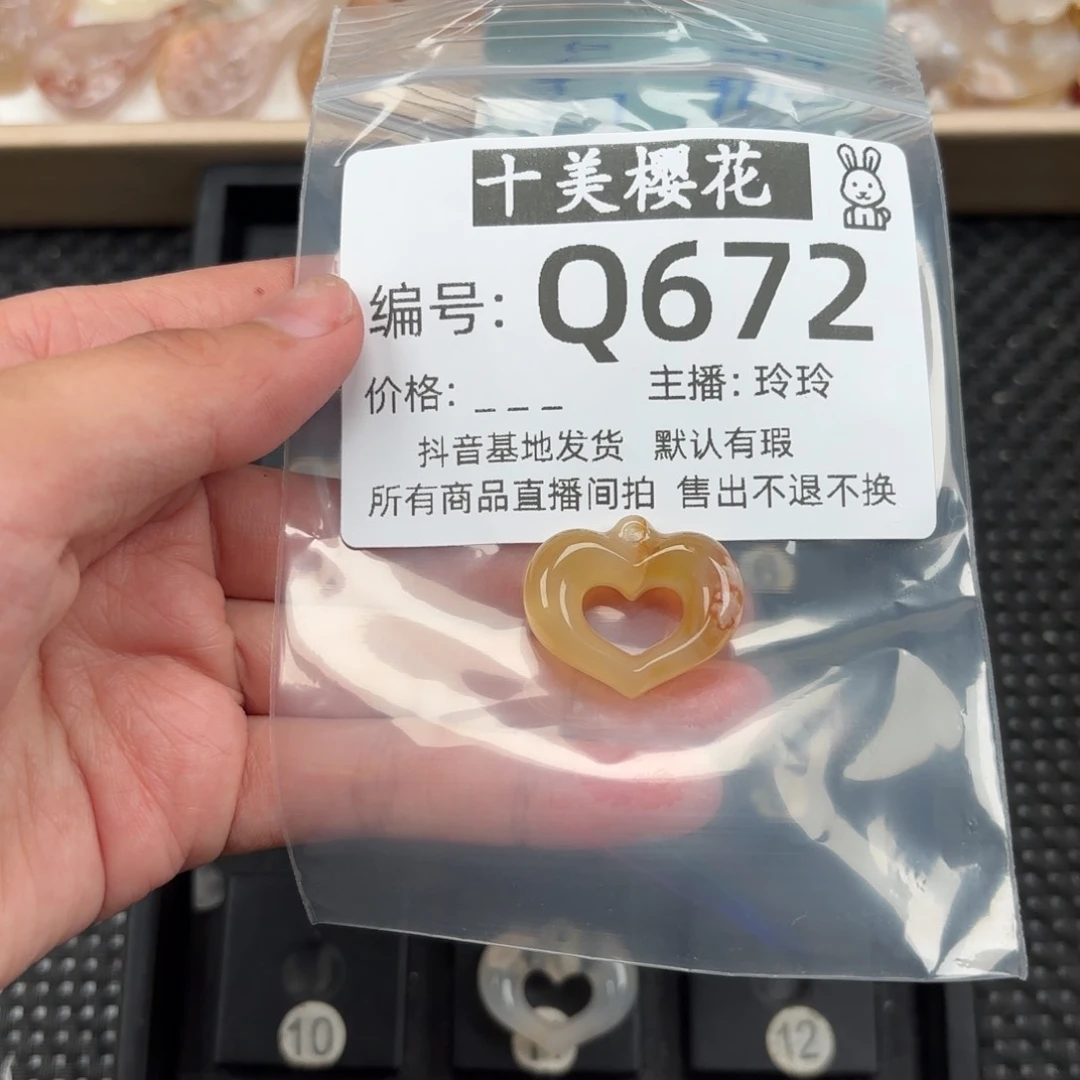 十美樱花
编号: Q672
价格: _ _ _ 主播: 玲玲
抖音基地发货 默认有瑕
所有商品直播间拍 售出不退不换
10
12